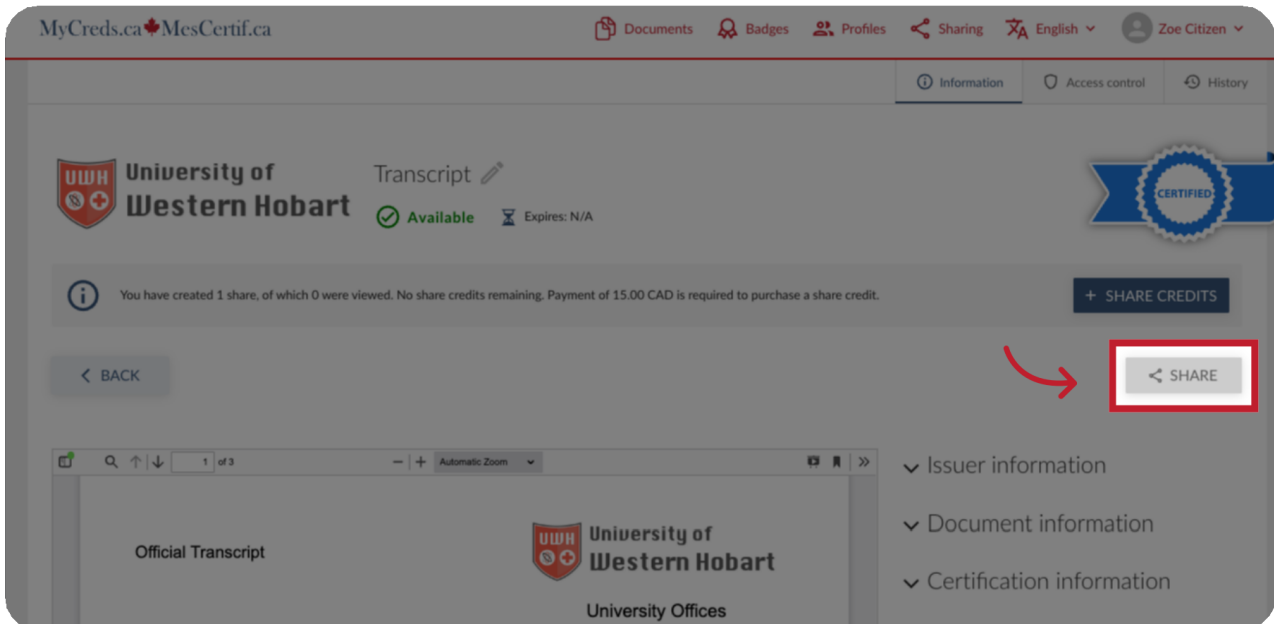 MyCreds.ca MesCertif.ca
Documents
Badges
Profiles
Sharing
English
Zoe Citizen
Information
Access control
History
UWH
University of
Western Hobart
Transcript
Available
Expires: N/A
CERTIFIED
You have created 1 share, of which 0 were viewed. No share credits remaining. Payment of 15.00 CAD is required to purchase a share credit.
+ SHARE CREDITS
BACK
SHARE
1 of 3
Automatic Zoom
Issuer information
Document information
Certification information
Official Transcript
UWH
University of
Western Hobart
University Offices